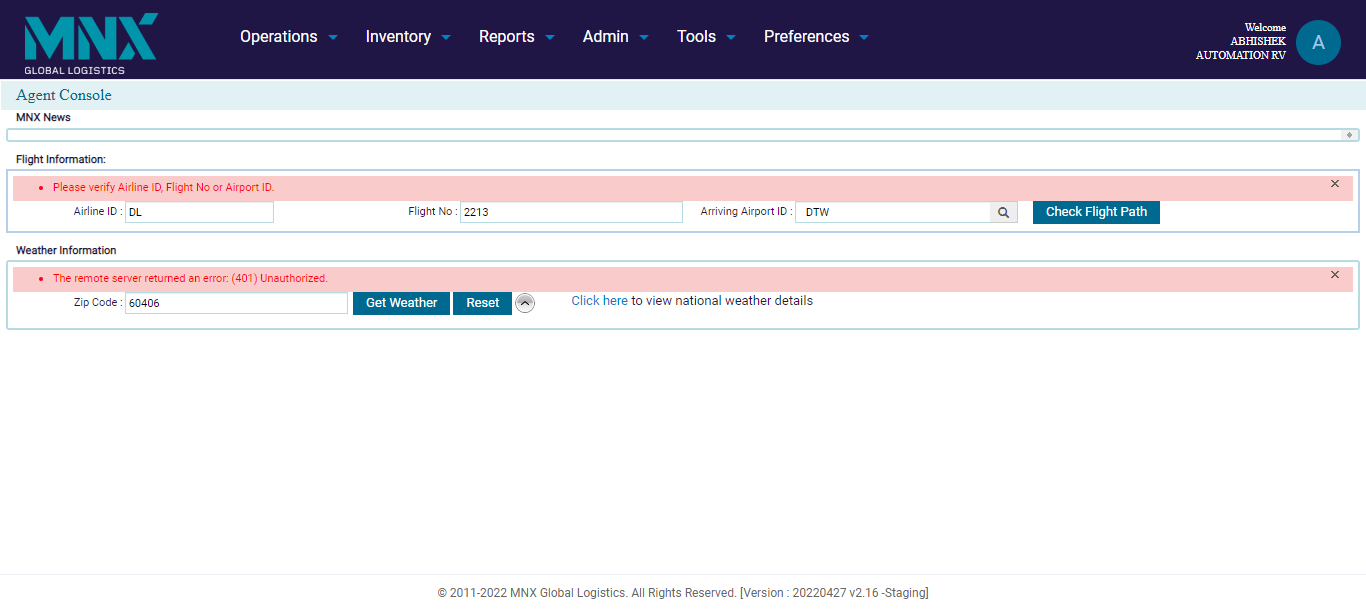 MNX
GLOBAL LOGISTICS
Operations Inventory Reports Admin Tools Preferences
Welcome
ABHISHEK
AUTOMATION RV
A
Agent Console
MNX News
Flight Information:
Please verify Airline ID, Flight No or Airport ID.
Airline ID : DL Flight No : 2213 Arriving Airport ID : DTW Check Flight Path
Weather Information
The remote server returned an error: (401) Unauthorized.
Zip Code : 60406 Get Weather Reset Click here to view national weather details
© 2011-2022 MNX Global Logistics. All Rights Reserved. [Version : 20220427 v2.16 -Staging]